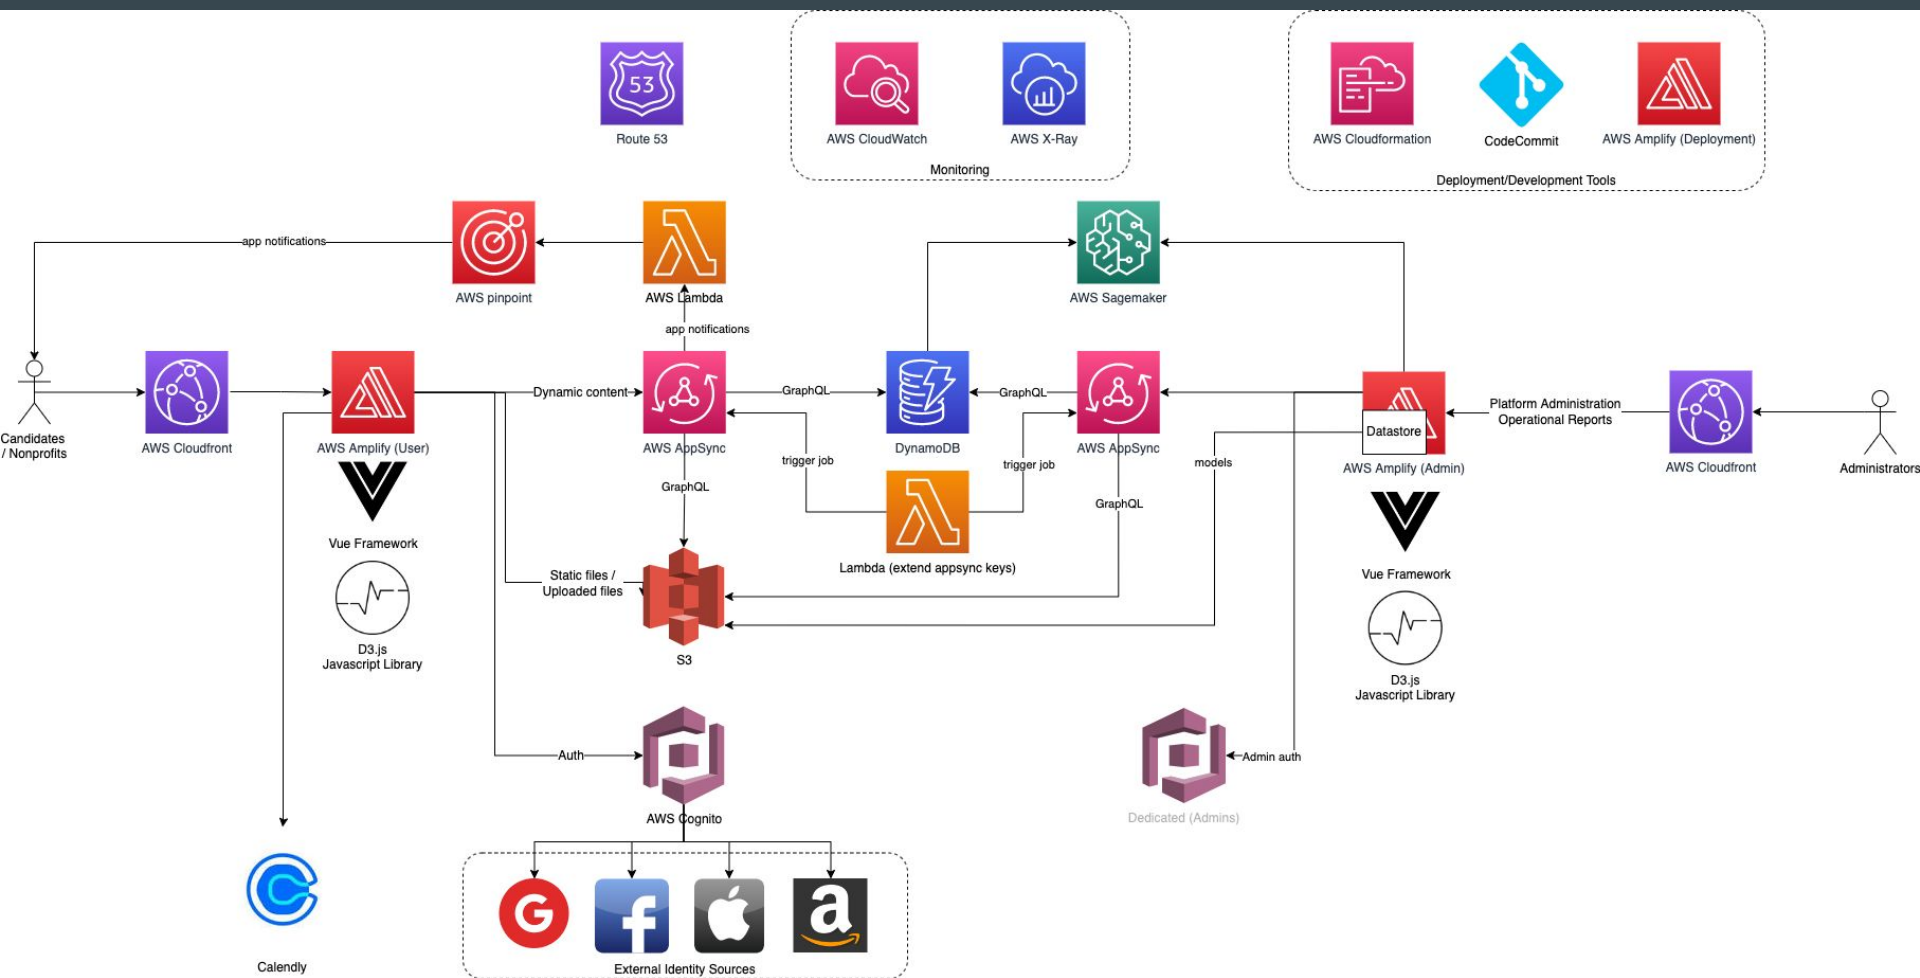 53
Route 53
AWS CloudWatch
AWS X-Ray
Monitoring
AWS Cloudformation
CodeCommit
AWS Amplify (Deployment)
Deployment/Development Tools
app notifications
AWS pinpoint
AWS Lambda
app notifications
AWS Sagemaker
Candidates
/ Nonprofits
AWS Cloudfront
AWS Amplify (User)
Dynamic content
AWS AppSync
GraphQL
DynamoDB
GraphQL
AWS AppSync
Datastore
AWS Amplify (Admin)
Platform Administration
Operational Reports
AWS Cloudfront
Administrators
trigger job
trigger job
models
GraphQL
GraphQL
Lambda (extend appsync keys)
Vue Framework
D3.js
Javascript Library
Static files /
Uploaded files
S3
Vue Framework
D3.js
Javascript Library
Auth
AWS Cognito
Admin auth
Dedicated (Admins)
Calendly
G
f
a
External Identity Sources